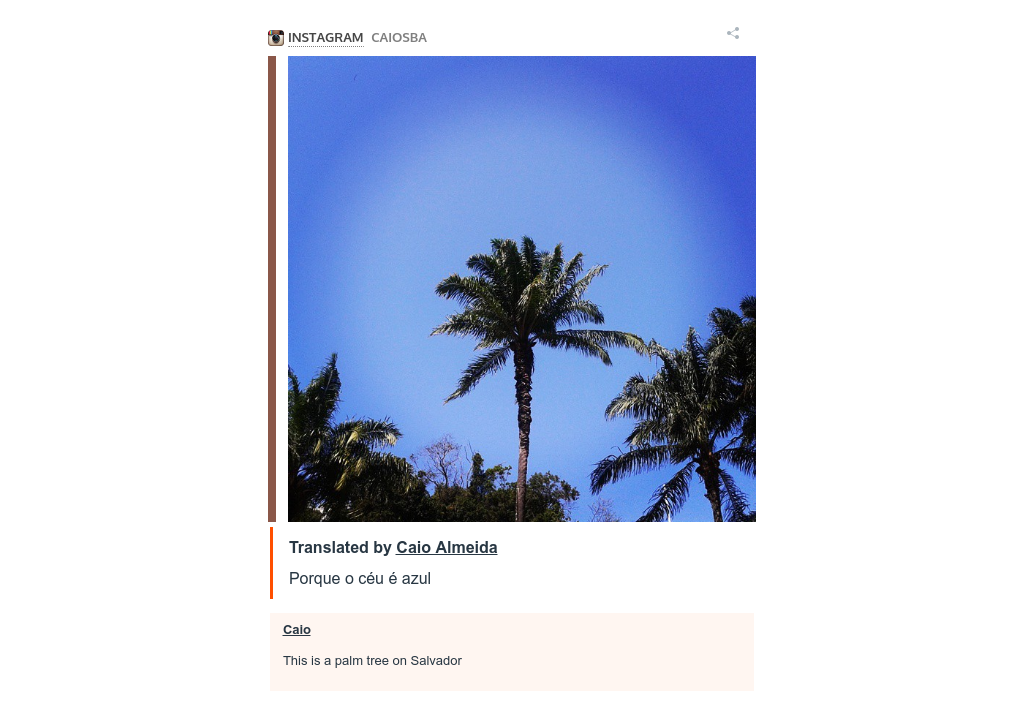 INSTAGRAM CAIOSBA
Translated by Caio Almeida
Porque o céu é azul
Caio
This is a palm tree on Salvador